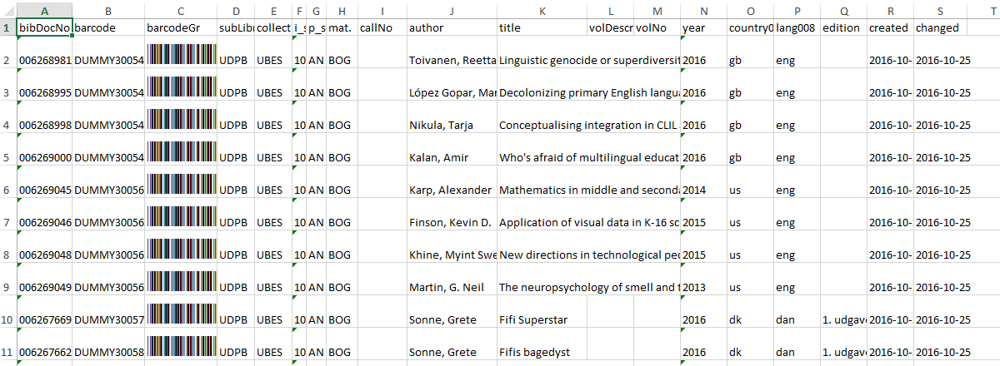 A B C D E F G H I J K L M N O P Q R S T
1 bibDocNo barcode barcodeGr subLibr collect i_s p_s mat. callNo author title volDescr volNo year country0 lang008 edition created changed
2 006268981 DUMMY30054 UDPB UBES 10 AN BOG Toivanen, Reetta Linguistic genocide or superdiversit 2016 gb eng 2016-10- 2016-10-25
3 006268995 DUMMY30054 UDPB UBES 10 AN BOG López Gopar, Mar Decolonizing primary English langu 2016 gb eng 2016-10- 2016-10-25
4 006268998 DUMMY30054 UDPB UBES 10 AN BOG Nikula, Tarja Conceptualising integration in CLIL 2016 gb eng 2016-10- 2016-10-25
5 006269000 DUMMY30054 UDPB UBES 10 AN BOG Kalan, Amir Who's afraid of multilingual educat 2016 gb eng 2016-10- 2016-10-25
6 006269045 DUMMY30056 UDPB UBES 10 AN BOG Karp, Alexander Mathematics in middle and seconda 2014 us eng 2016-10- 2016-10-25
7 006269046 DUMMY30056 UDPB UBES 10 AN BOG Finson, Kevin D. Application of visual data in K-16 sc 2015 us eng 2016-10- 2016-10-25
8 006269048 DUMMY30056 UDPB UBES 10 AN BOG Khine, Myint Swe New directions in technological pec 2015 us eng 2016-10- 2016-10-25
9 006269049 DUMMY30056 UDPB UBES 10 AN BOG Martin, G. Neil The neuropsychology of smell and t 2013 us eng 2016-10- 2016-10-25
10 006267669 DUMMY30057 UDPB UBES 10 AN BOG Sonne, Grete Fifi Superstar 2016 dk dan 1. udgave 2016-10- 2016-10-25
11 006267662 DUMMY30058 UDPB UBES 10 AN BOG Sonne, Grete Fifis bagedyst 2016 dk dan 1. udgave 2016-10- 2016-10-25